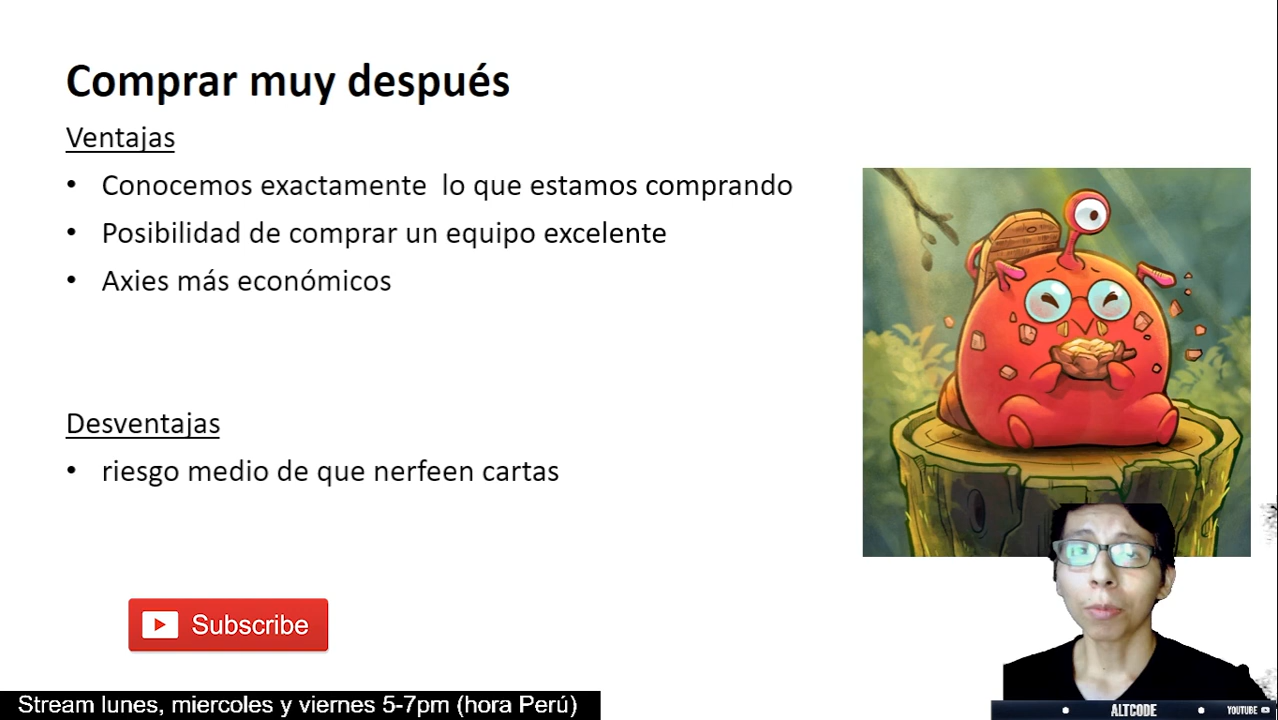 Comprar muy después
Ventajas
• Conocemos exactamente  lo que estamos comprando
• Posibilidad de comprar un equipo excelente
• Axies más económicos
Desventajas
• riesgo medio de que nerfeen cartas
Subscribe
Stream lunes, miercoles y viernes 5-7pm (hora Perú)
ALTCODE
YOUTUBE